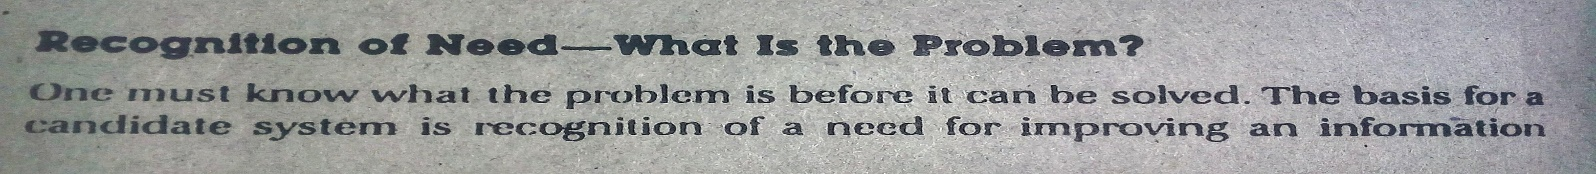 Recognition of Need—What Is the Problem?
One must know what the problem is before it can be solved. The basis for a
candidate system is recognition of a need for improving an information